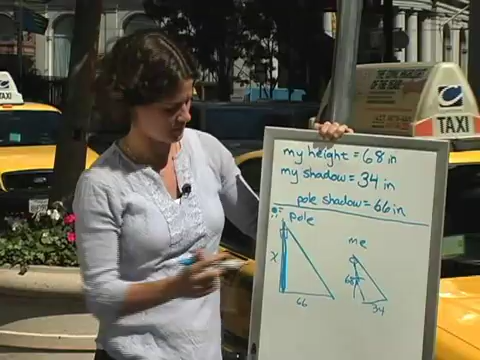 TAXI
TAXI
my height = 68 in
my shadow = 34 in
pole shadow = 66 in
pole
me
x
68
66
34